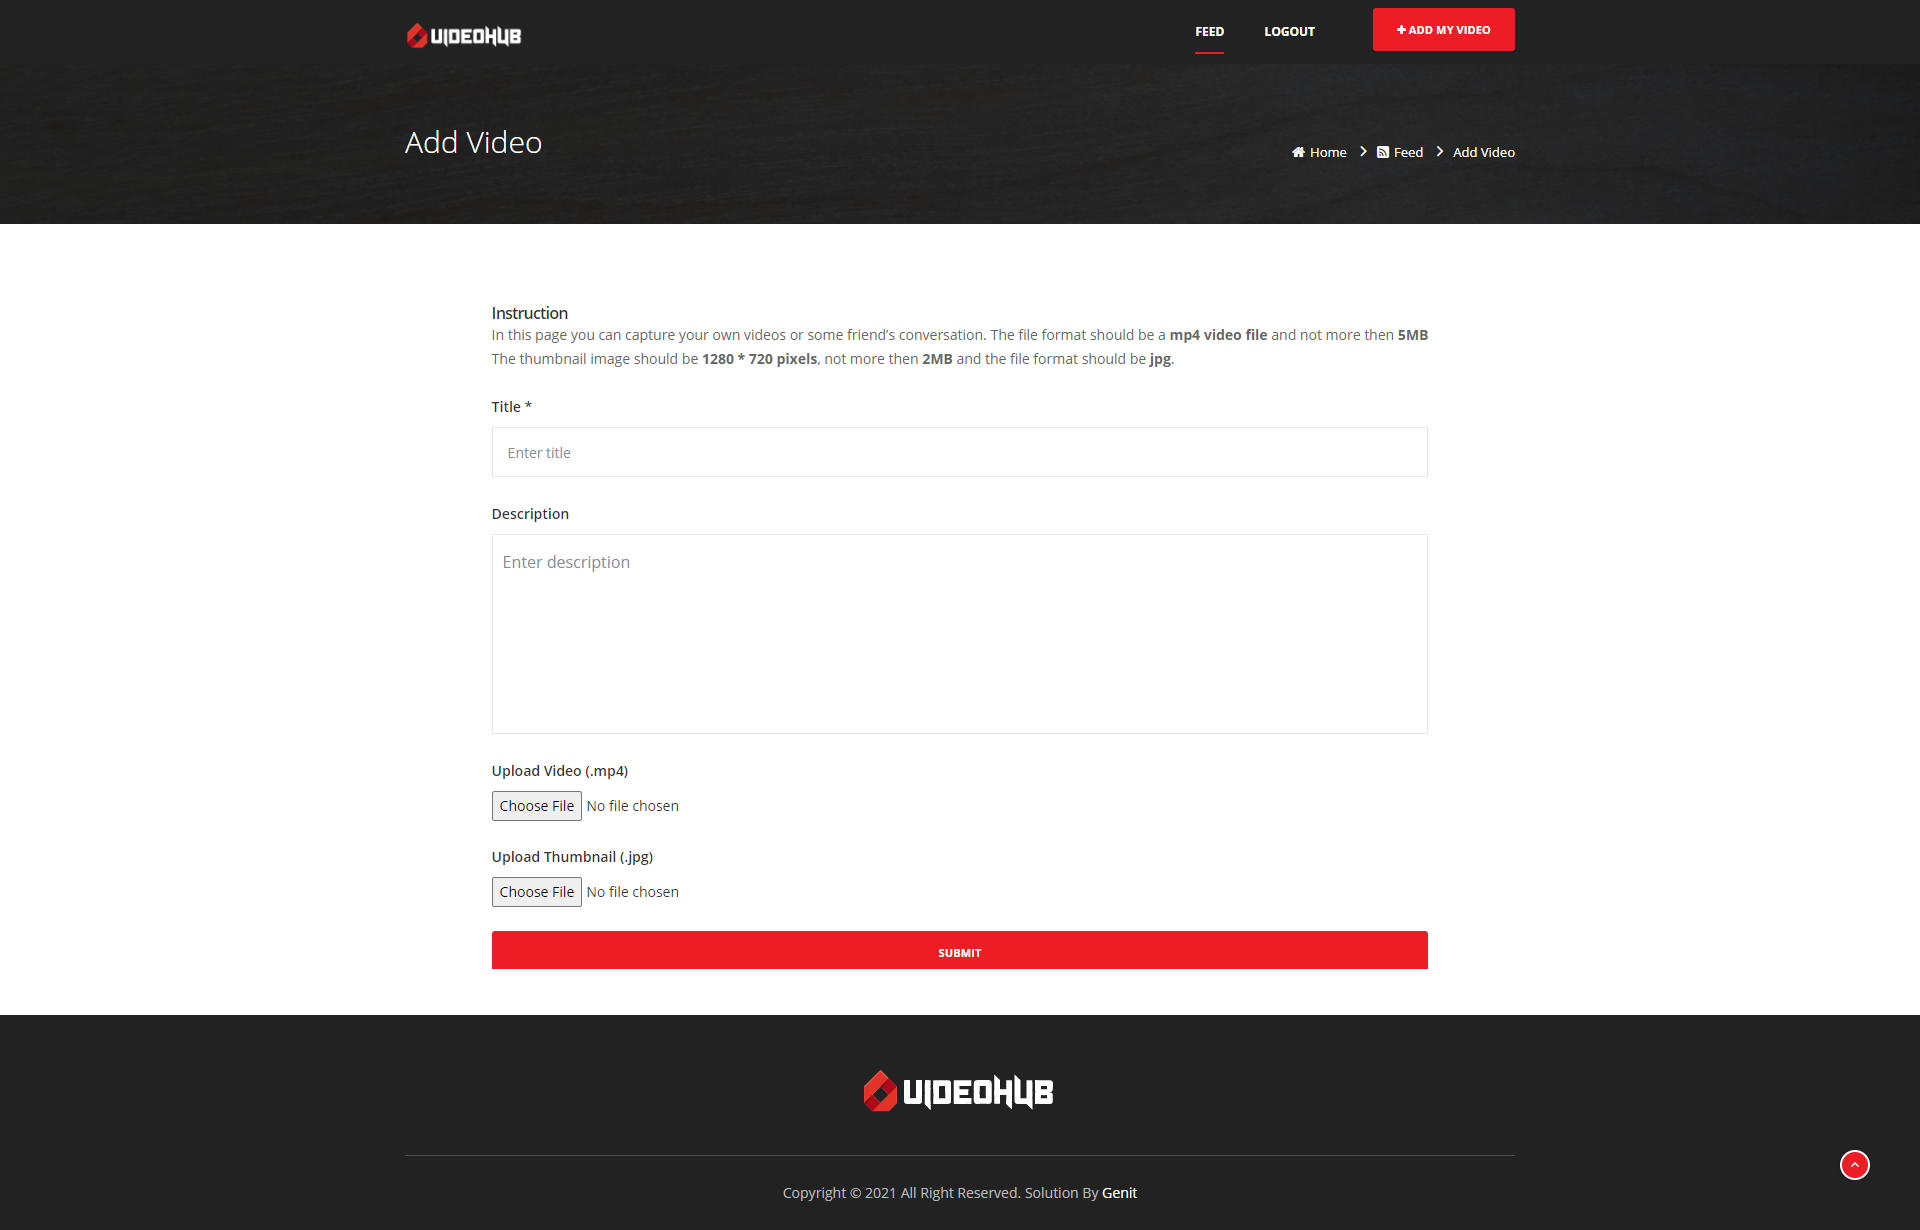 VIDEOHUB
FEED
LOGOUT
ADD MY VIDEO
Add Video
Home
Feed
Add Video
Instruction
In this page you can capture your own videos or some friend's conversation. The file format should be a mp4 video file and not more then 5MB
The thumbnail image should be 1280 * 720 pixels, not more then 2MB and the file format should be jpg.
Title *
Enter title
Description
Enter description
Upload Video (.mp4)
Choose File No file chosen
Upload Thumbnail (.jpg)
Choose File No file chosen
SUBMIT
VIDEOHUB
Copyright © 2021 All Right Reserved. Solution By Genit